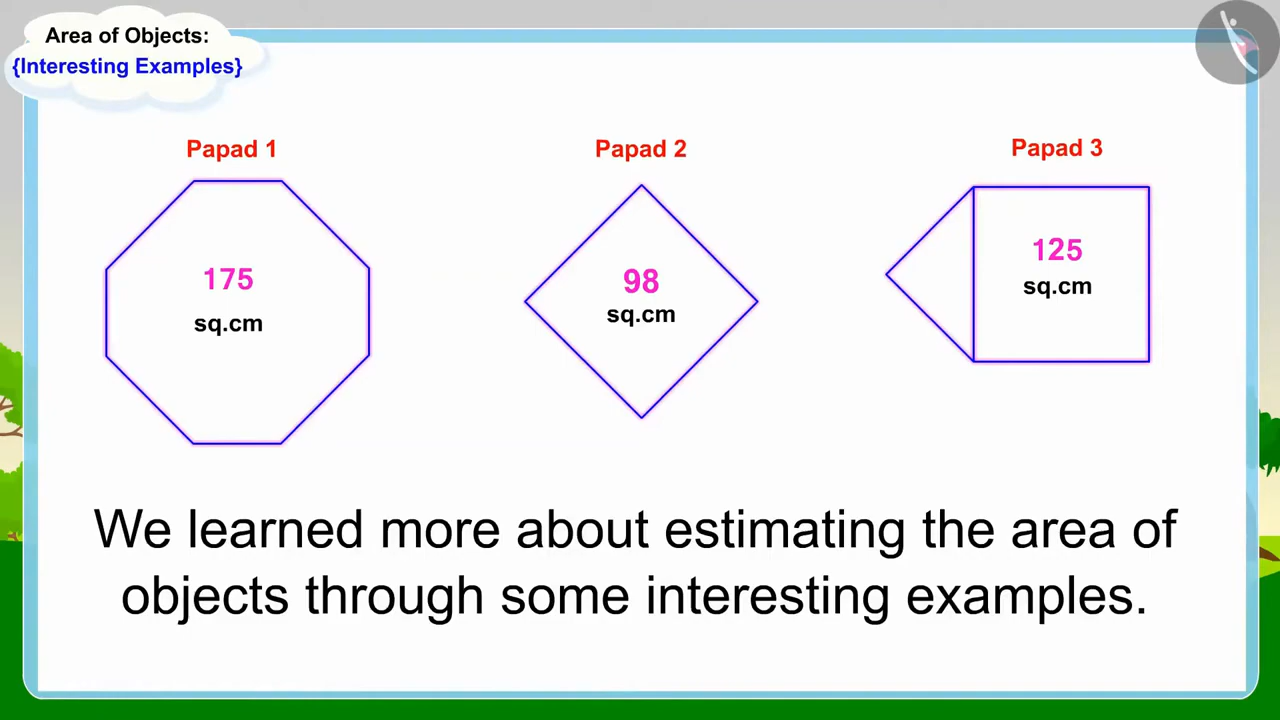 Area of Objects:
{Interesting Examples}
Papad 1
Papad 2
Papad 3
175
sq.cm
98
sq.cm
125
sq.cm
We learned more about estimating the area of
objects through some interesting examples.